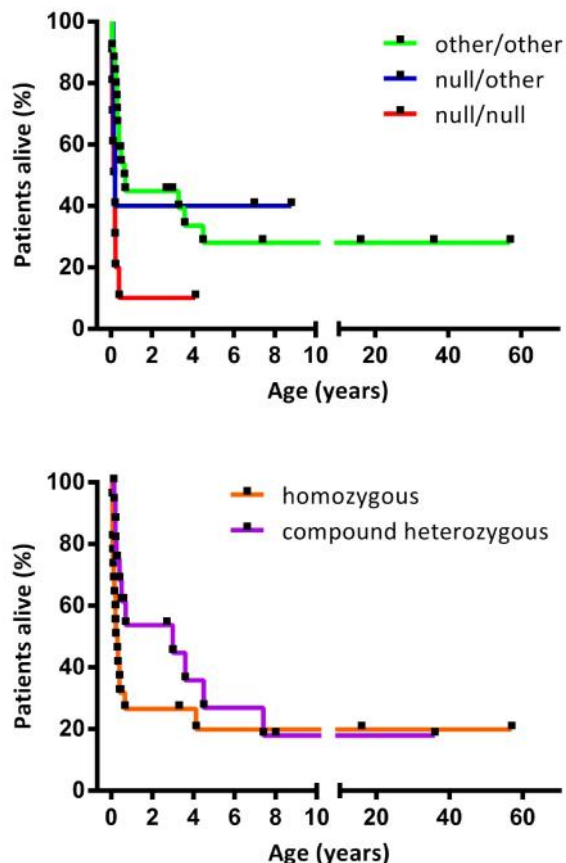 100
80
60
40
20
0
Patients alive (%)
other/other
null/other
null/null
0 2 4 6 8 10 20 40 60
Age (years)
100
80
60
40
20
0
Patients alive (%)
homozygous
compound heterozygous
0 2 4 6 8 10 20 40 60
Age (years)